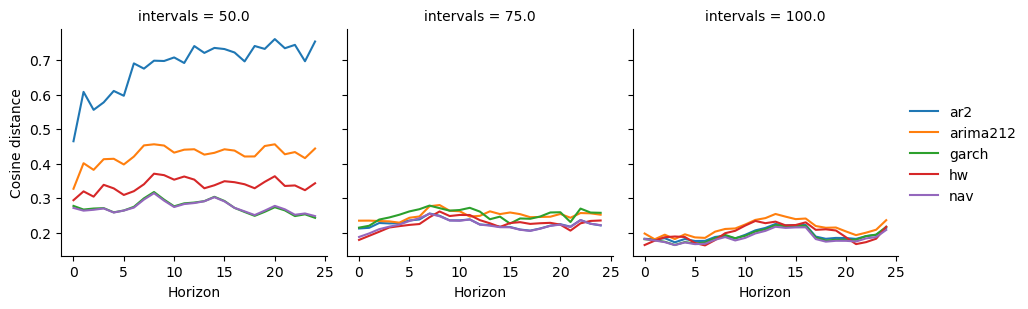 intervals = 50.0
intervals = 75.0
intervals = 100.0
Cosine distance
0.7
0.6
0.5
0.4
0.3
0.2
0 5 10 15 20 25
0 5 10 15 20 25
0 5 10 15 20 25
Horizon
Horizon
Horizon
ar2
arima212
garch
hw
nav